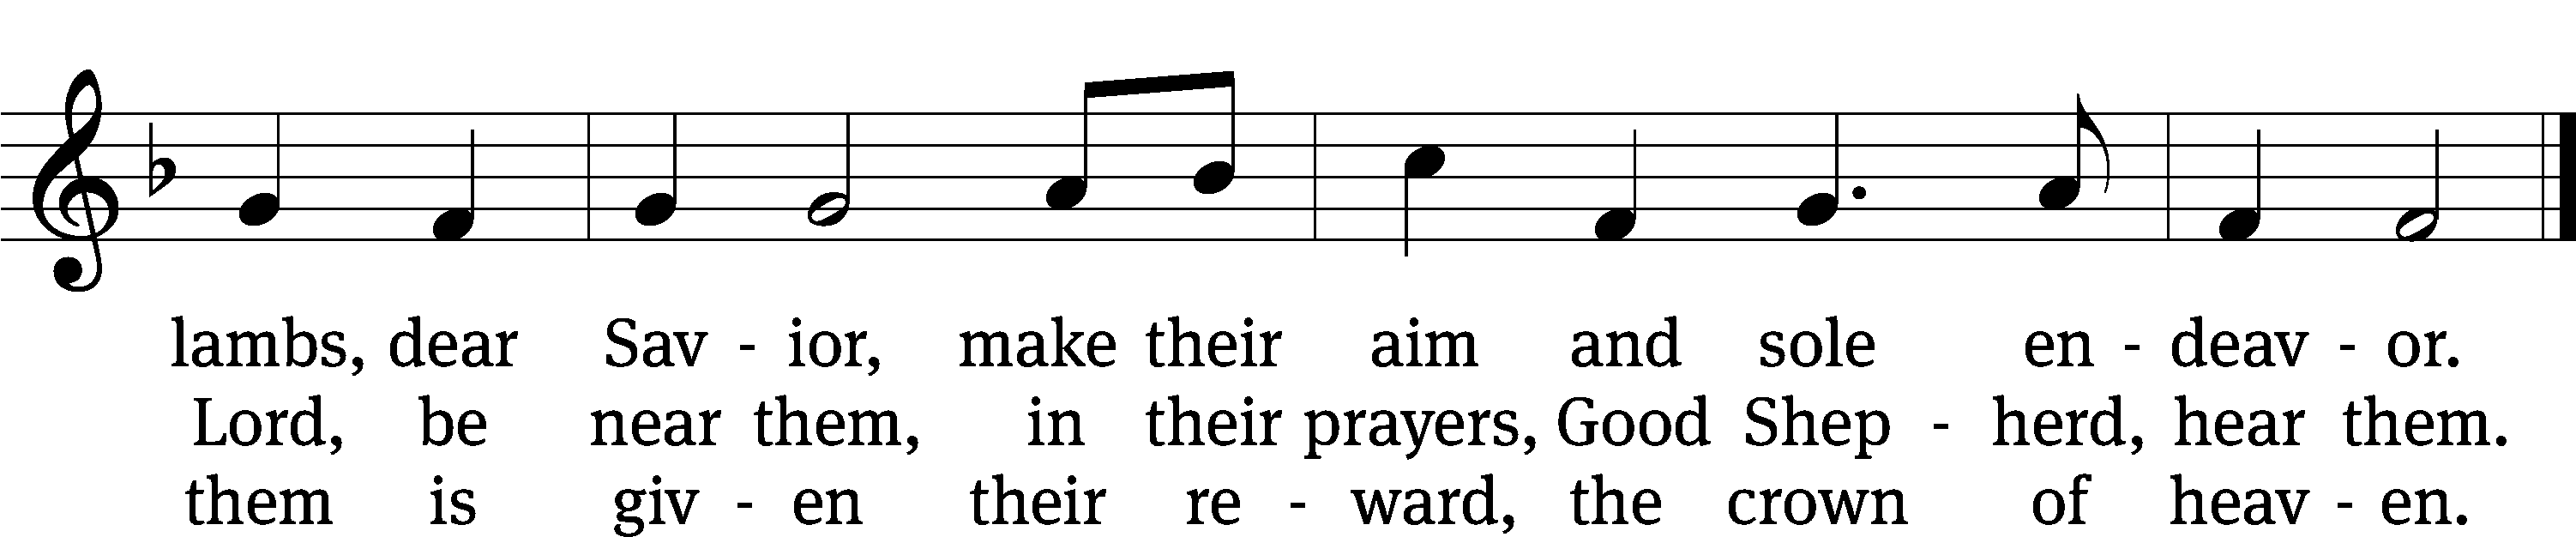 lambs, dear Sav - ior, make their aim and sole en - deav - or.
Lord, be near them, in their prayers, Good Shep - herd, hear them.
them is giv - en their re - ward, the crown of heav - en.